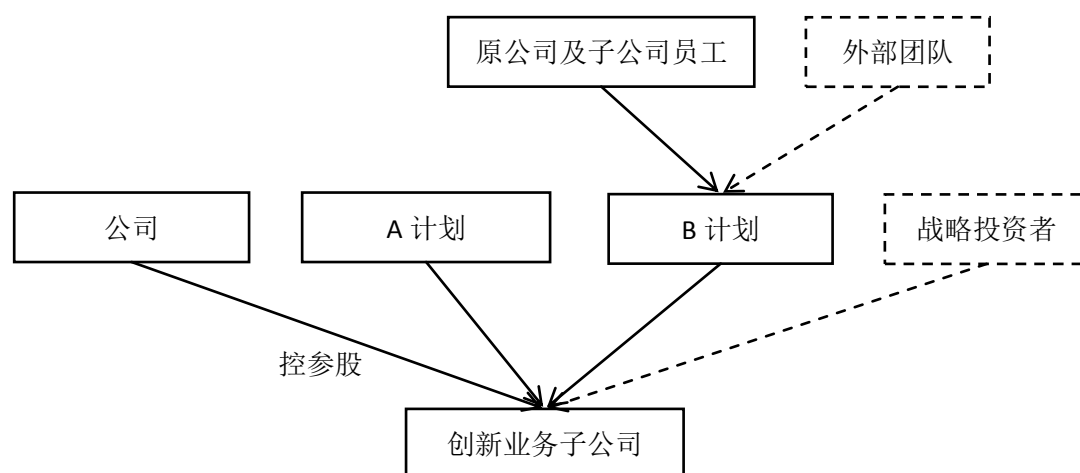 原公司及子公司员工
外部团队
公司
A 计划
B 计划
战略投资者
控参股
创新业务子公司